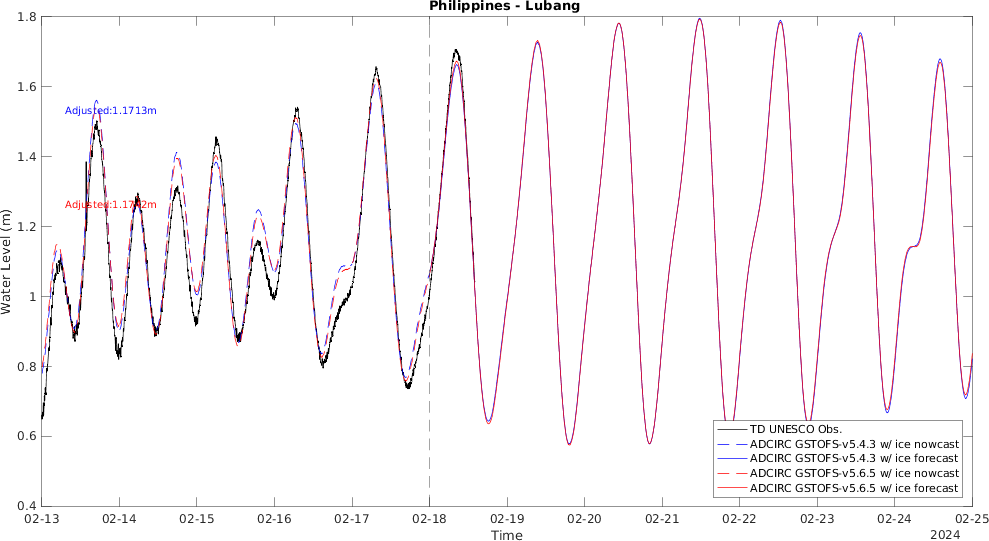 Philippines - Lubang
1.8
1.6
1.4
1.2
1
0.8
0.6
0.4
Water Level (m)
Adjusted:1.1713m
TD UNESCO Obs.
ADCIRC GSTOFS-v5.4.3 w/ ice nowcast
ADCIRC GSTOFS-v5.4.3 w/ ice forecast
ADCIRC GSTOFS-v5.6.5 w/ ice nowcast
ADCIRC GSTOFS-v5.6.5 w/ ice forecast
02-13 02-14 02-15 02-16 02-17 02-18 02-19 02-20 02-21 02-22 02-23 02-24 02-25
Time
2024